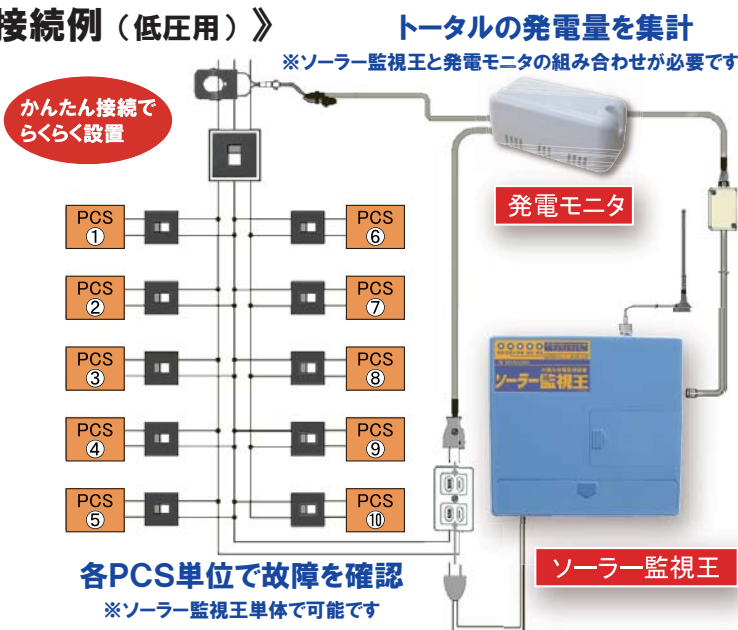 接続例（低圧用）》
トータルの発電量を集計
※ソーラー監視王と発電モニタの組み合わせが必要です
かんたん接続で
らくらく設置
発電モニタ
PCS
①
PCS
⑥
PCS
②
PCS
⑦
PCS
③
PCS
⑧
PCS
④
PCS
⑨
PCS
⑤
PCS
⑩
ソーラー監視王
ソーラー監視王
各PCS単位で故障を確認
※ソーラー監視王単体で可能です